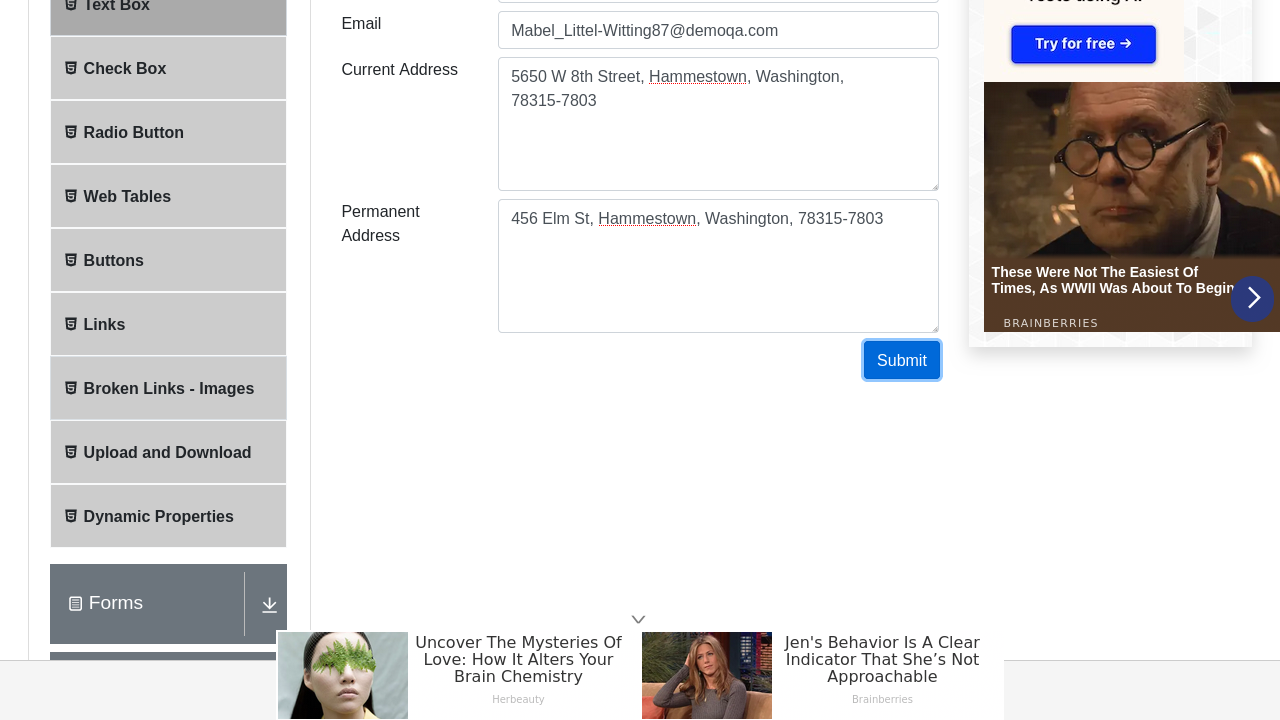 Text Box
Check Box
Radio Button
Web Tables
Buttons
Links
Broken Links - Images
Upload and Download
Dynamic Properties
Forms
Email
Mabel_Littel-Witting87@demoqa.com
Current Address
5650 W 8th Street, Hammestown, Washington,
78315-7803
Permanent
Address
456 Elm St, Hammestown, Washington, 78315-7803
Submit
Try for free →
These Were Not The Easiest Of
Times, As WWII Was About To Begin
BRAINBERRIES
Uncover The Mysteries Of
Love: How It Alters Your
Brain Chemistry
Herbeauty
Jen's Behavior Is A Clear
Indicator That She’s Not
Approachable
Brainberries